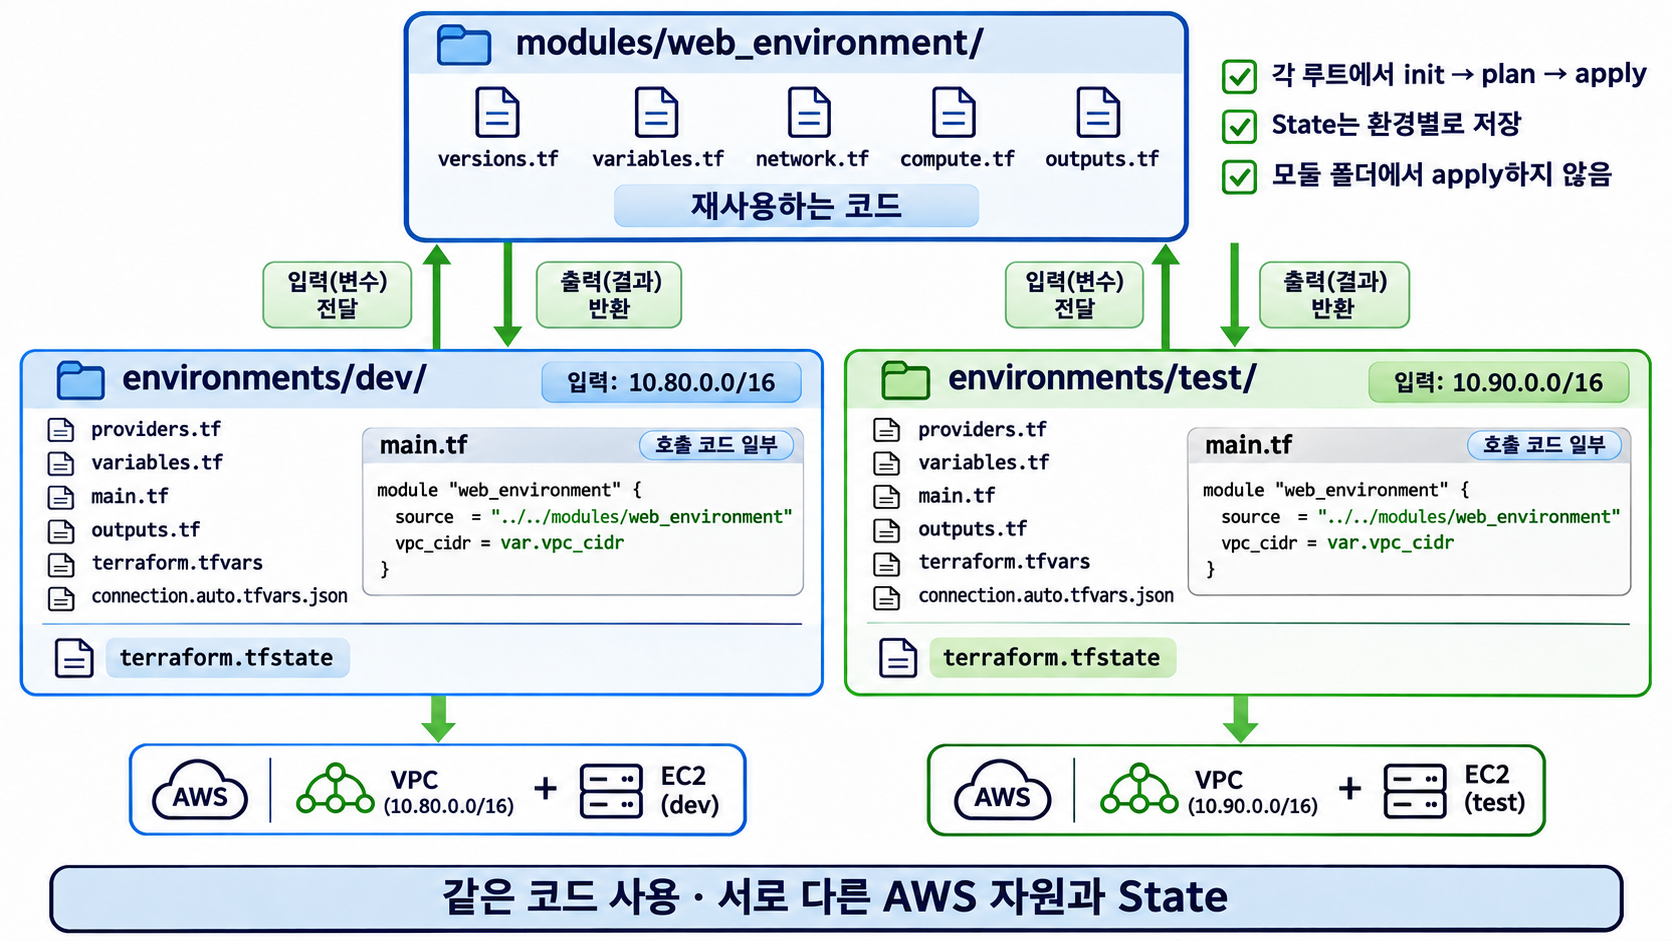 modules/web_environment/
versions.tf variables.tf network.tf compute.tf outputs.tf
재사용하는 코드
각 루트에서 init → plan → apply
State는 환경별로 저장
모듈 폴더에서 apply하지 않음
입력(변수)
전달
출력(결과)
반환
입력(변수)
전달
출력(결과)
반환
environments/dev/
입력: 10.80.0.0/16
providers.tf
variables.tf
main.tf
outputs.tf
terraform.tfvars
connection.auto.tfvars.json
main.tf
호출 코드 일부
module "web_environment" {
source = "../../modules/web_environment"
vpc_cidr = var.vpc_cidr
}
terraform.tfstate
environments/test/
입력: 10.90.0.0/16
providers.tf
variables.tf
main.tf
outputs.tf
terraform.tfvars
connection.auto.tfvars.json
main.tf
호출 코드 일부
module "web_environment" {
source = "../../modules/web_environment"
vpc_cidr = var.vpc_cidr
}
terraform.tfstate
AWS
VPC
(10.80.0.0/16)
+
EC2
(dev)
AWS
VPC
(10.90.0.0/16)
+
EC2
(test)
같은 코드 사용 · 서로 다른 AWS 자원과 State